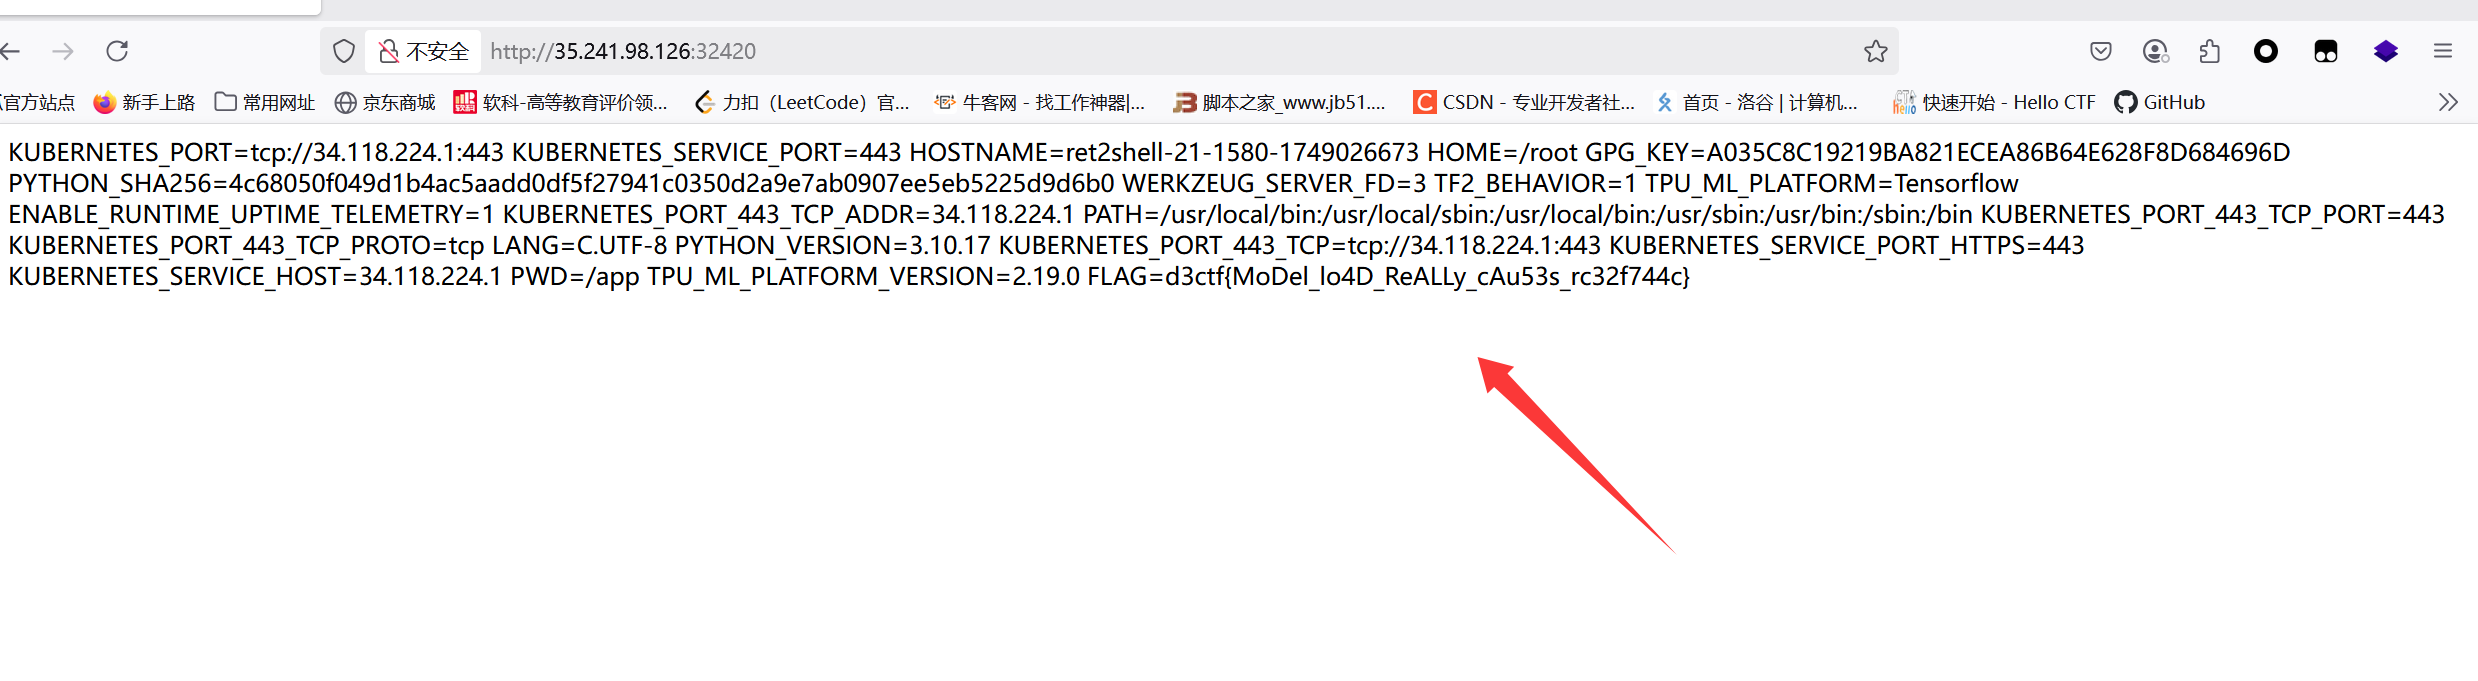 不安全 http://35.241.98.126:32420
官方站点 新手上路 常用网址 京东商城 软科-高等教育评价领... 力扣（LeetCode）官... 牛客网 - 找工作神器|... 脚本之家_www.jb51.... CSDN - 专业开发者社... 首页 - 洛谷 | 计算机... 快速开始 - Hello CTF GitHub
KUBERNETES_PORT=tcp://34.118.224.1:443 KUBERNETES_SERVICE_PORT=443 HOSTNAME=ret2shell-21-1580-1749026673 HOME=/root GPG_KEY=A035C8C19219BA821ECEA86B64E628F8D684696D
PYTHON_SHA256=4c68050f049d1b4ac5aadd0df5f27941c0350d2a9e7ab0907ee5eb5225d9d6b0 WERKZEUG_SERVER_FD=3 TF2_BEHAVIOR=1 TPU_ML_PLATFORM=Tensorflow
ENABLE_RUNTIME_UPTIME_TELEMETRY=1 KUBERNETES_PORT_443_TCP_ADDR=34.118.224.1 PATH=/usr/local/bin:/usr/local/sbin:/usr/local/bin:/usr/sbin:/usr/bin:/sbin:/bin KUBERNETES_PORT_443_TCP_PORT=443
KUBERNETES_PORT_443_TCP_PROTO=tcp LANG=C.UTF-8 PYTHON_VERSION=3.10.17 KUBERNETES_PORT_443_TCP=tcp://34.118.224.1:443 KUBERNETES_SERVICE_PORT_HTTPS=443
KUBERNETES_SERVICE_HOST=34.118.224.1 PWD=/app TPU_ML_PLATFORM_VERSION=2.19.0 FLAG=d3ctf{MoDel_lo4D_ReALLy_cAu53s_rc32f744c}